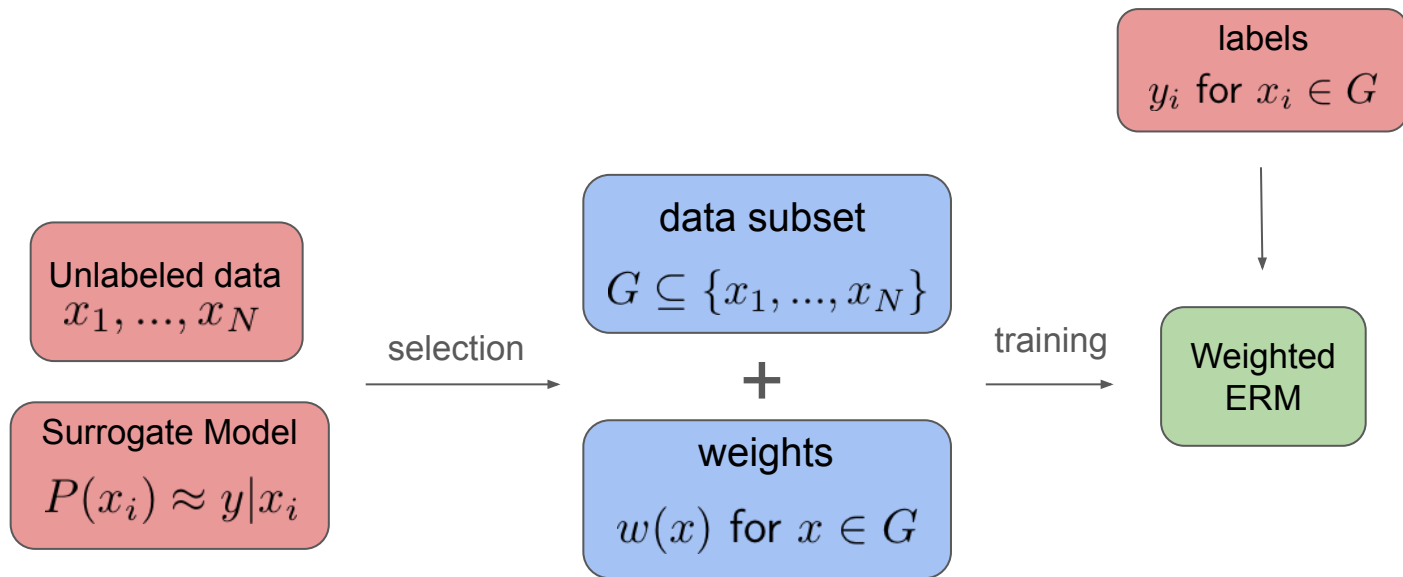 labels
y_i for x_i ∈ G
Unlabeled data
x_1, ..., x_N
Surrogate Model
P(x_i) ≈ y|x_i
selection
data subset
G ⊆ {x_1, ..., x_N}
+
weights
w(x) for x ∈ G
training
Weighted
ERM